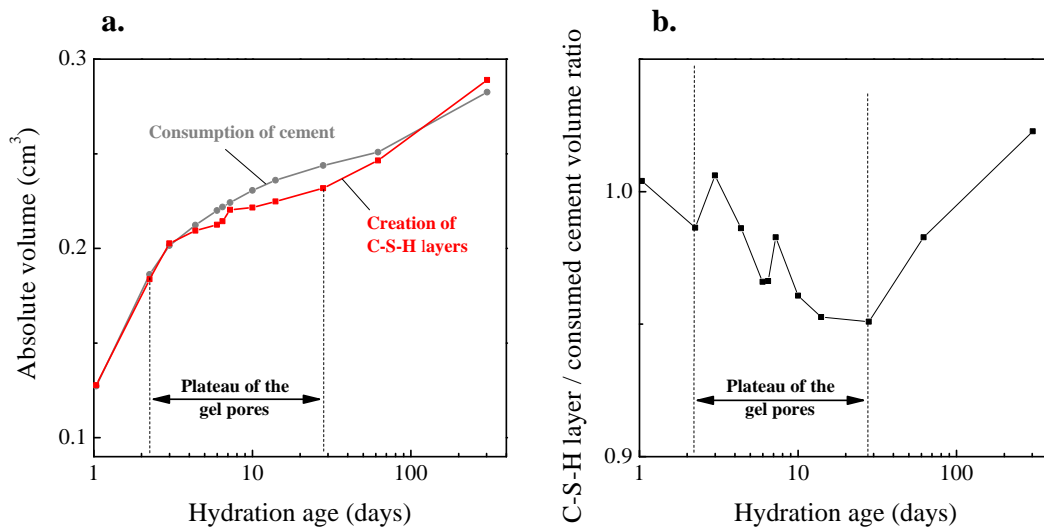 a.
Absolute volume (cm³)
0.3
0.2
0.1
Consumption of cement
Creation of
C-S-H layers
Plateau of the
gel pores
1
10
100
Hydration age (days)
b.
C-S-H layer / consumed cement volume ratio
1.0
0.9
Plateau of the
gel pores
1
10
100
Hydration age (days)